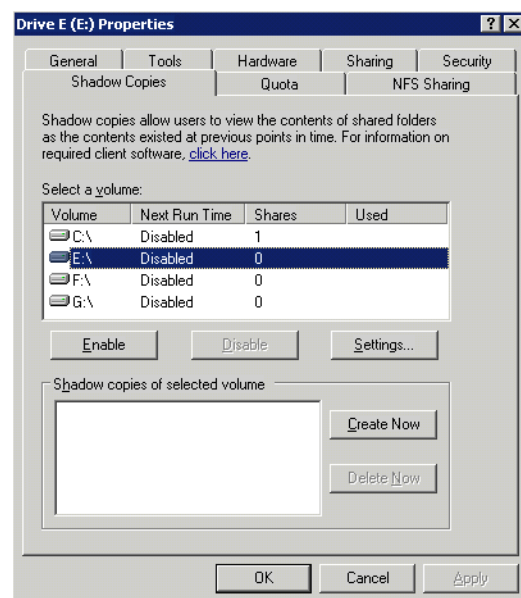 Drive E (E:) Properties
General Tools Hardware Sharing Security
Shadow Copies Quota NFS Sharing
Shadow copies allow users to view the contents of shared folders
as the contents existed at previous points in time. For information on
required client software, click here.
Select a volume:
Volume Next Run Time Shares Used
C:\ Disabled 1
E:\ Disabled 0
F:\ Disabled 0
G:\ Disabled 0
Enable Disable Settings...
Shadow copies of selected volume
Create Now
Delete Now
OK Cancel Apply